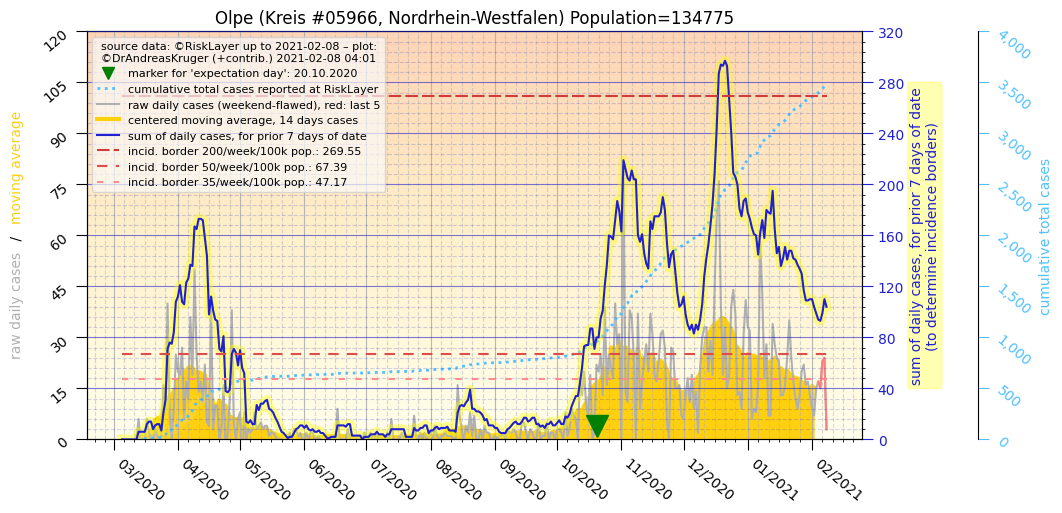 Olpe (Kreis #05966, Nordrhein-Westfalen) Population=134775
source data: ©RiskLayer up to 2021-02-08 – plot:
©DrAndreasKruger (+contrib.) 2021-02-08 04:01
marker for 'expectation day': 20.10.2020
cumulative total cases reported at RiskLayer
raw daily cases (weekend-flawed), red: last 5
centered moving average, 14 days cases
sum of daily cases, for prior 7 days of date
incid. border 200/week/100k pop.: 269.55
incid. border 50/week/100k pop.: 67.39
incid. border 35/week/100k pop.: 47.17
raw daily cases / moving average
120
105
90
75
60
45
30
15
0
320
280
240
200
160
120
80
40
0
sum of daily cases, for prior 7 days of date
(to determine incidence borders)
4,000
3,500
3,000
2,500
2,000
1,500
1,000
500
0
cumulative total cases
03/2020
04/2020
05/2020
06/2020
07/2020
08/2020
09/2020
10/2020
11/2020
12/2020
01/2021
02/2021